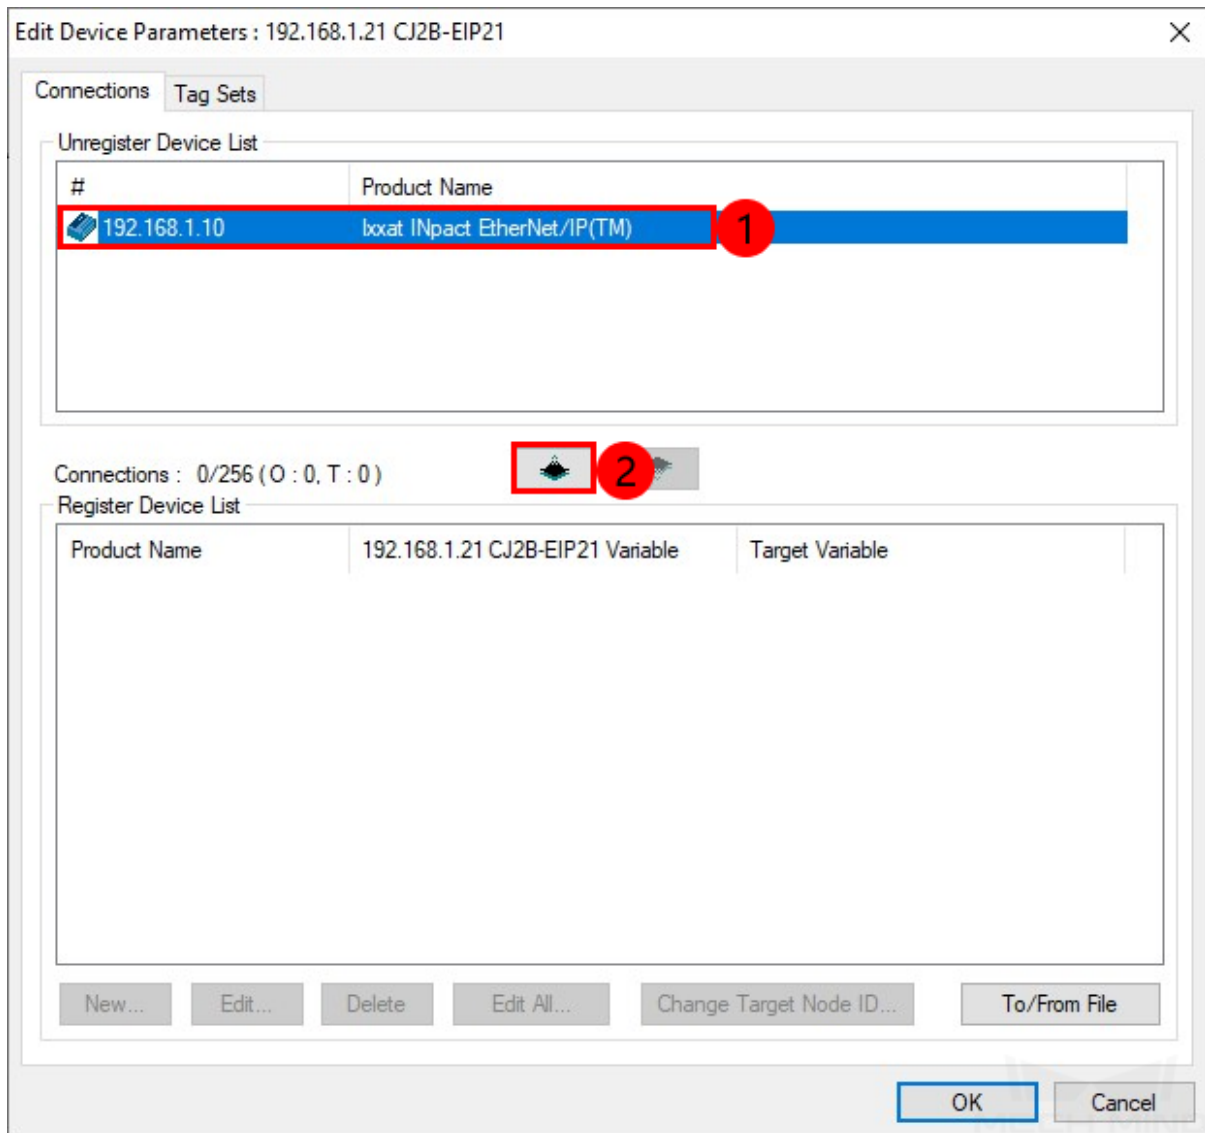 Edit Device Parameters : 192.168.1.21 CJ2B-EIP21
Connections Tag Sets
Unregister Device List
# Product Name
192.168.1.10 Ixxat INpact EtherNet/IP(TM) 1
Connections : 0/256 ( O : 0, T : 0 ) 2
Register Device List
Product Name 192.168.1.21 CJ2B-EIP21 Variable Target Variable
New... Edit... Delete Edit All... Change Target Node ID... To/From File
OK Cancel
MECH MIND